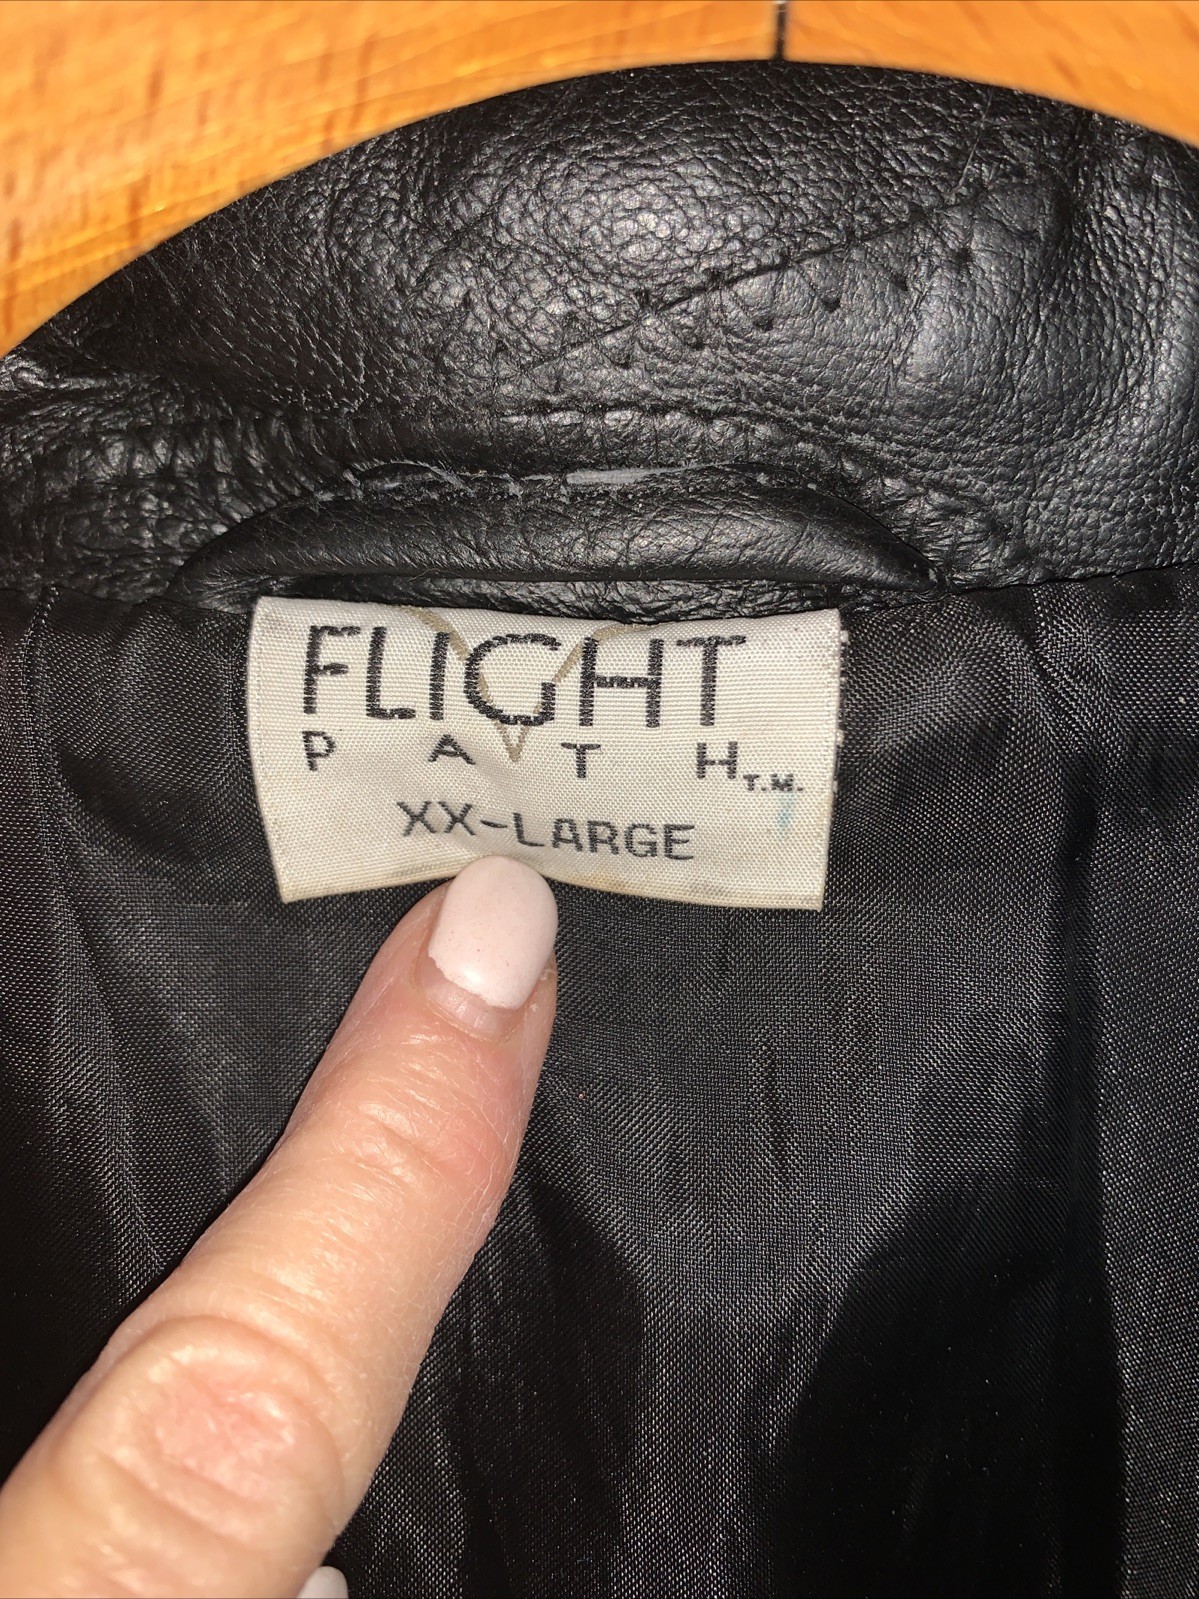 FLIGHT
PATH T.M.
XX-LARGE